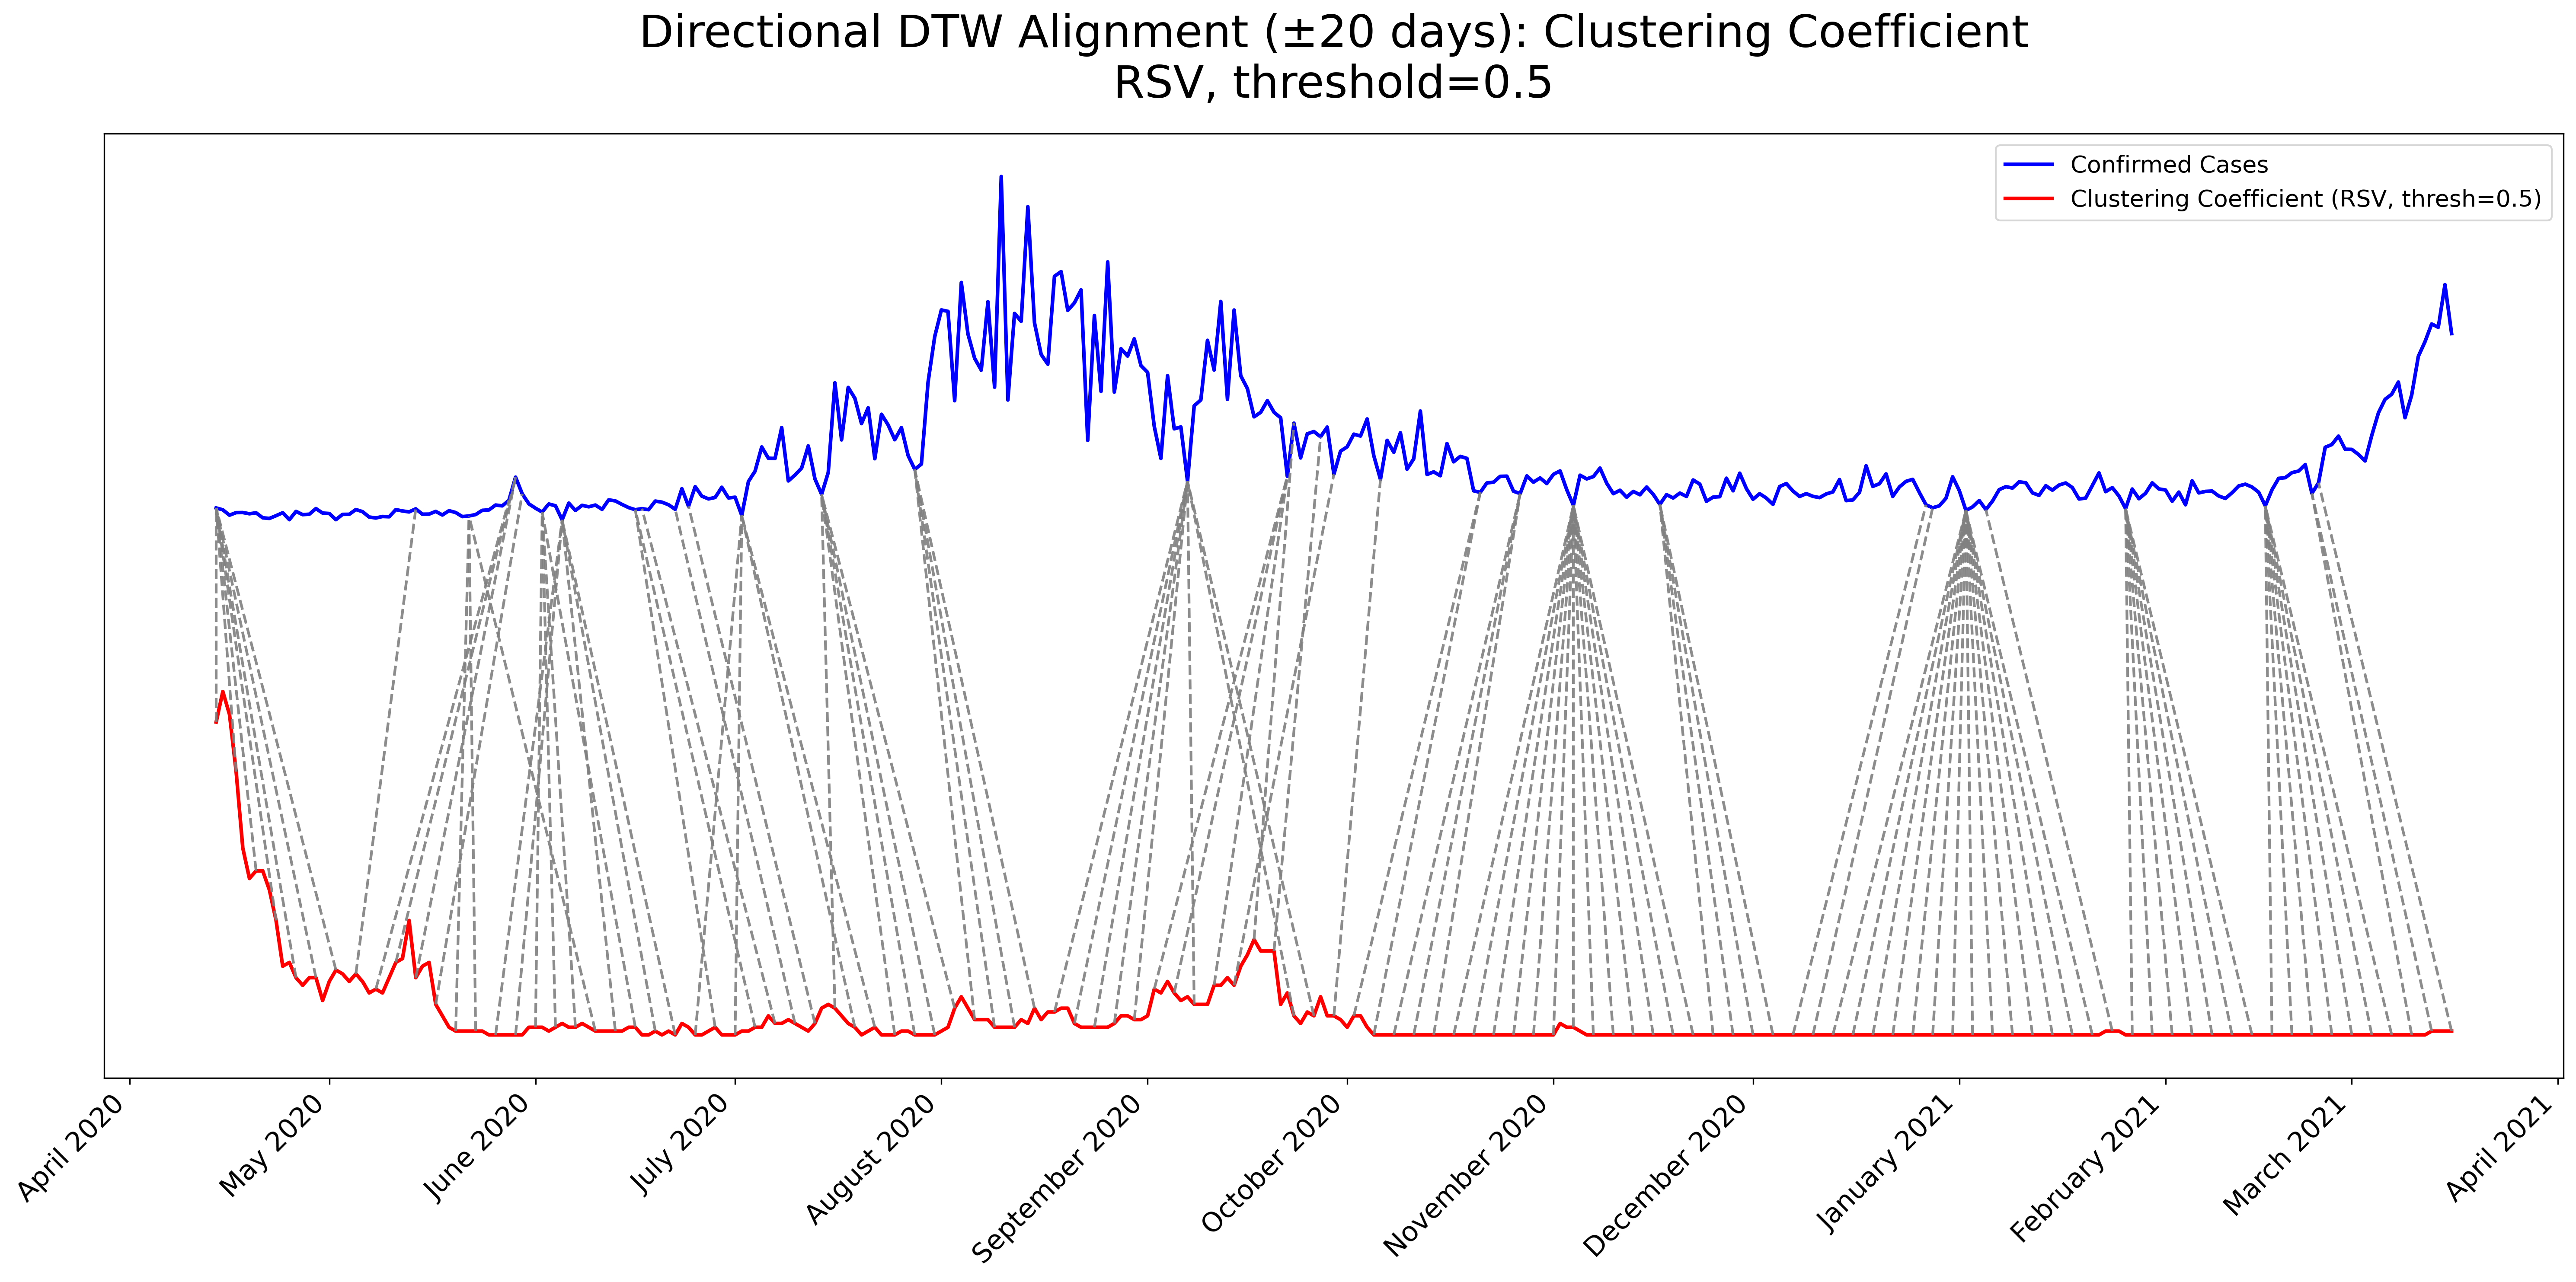 Directional DTW Alignment (±20 days): Clustering Coefficient
RSV, threshold=0.5
Confirmed Cases
Clustering Coefficient (RSV, thresh=0.5)
April 2020
May 2020
June 2020
July 2020
August 2020
September 2020
October 2020
November 2020
December 2020
January 2021
February 2021
March 2021
April 2021